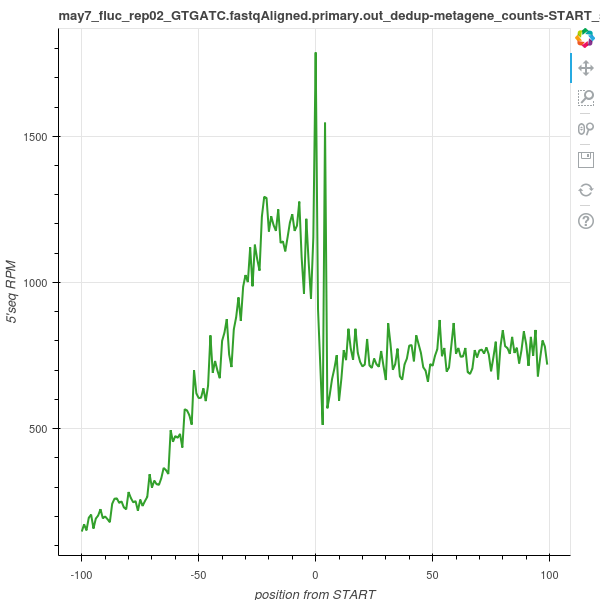 may7_fluc_rep02_GTGATC.fastqAligned.primary.out_dedup-metagene_counts-START_
5'seq RPM
1500
1000
500
-100
-50
0
50
100
position from START